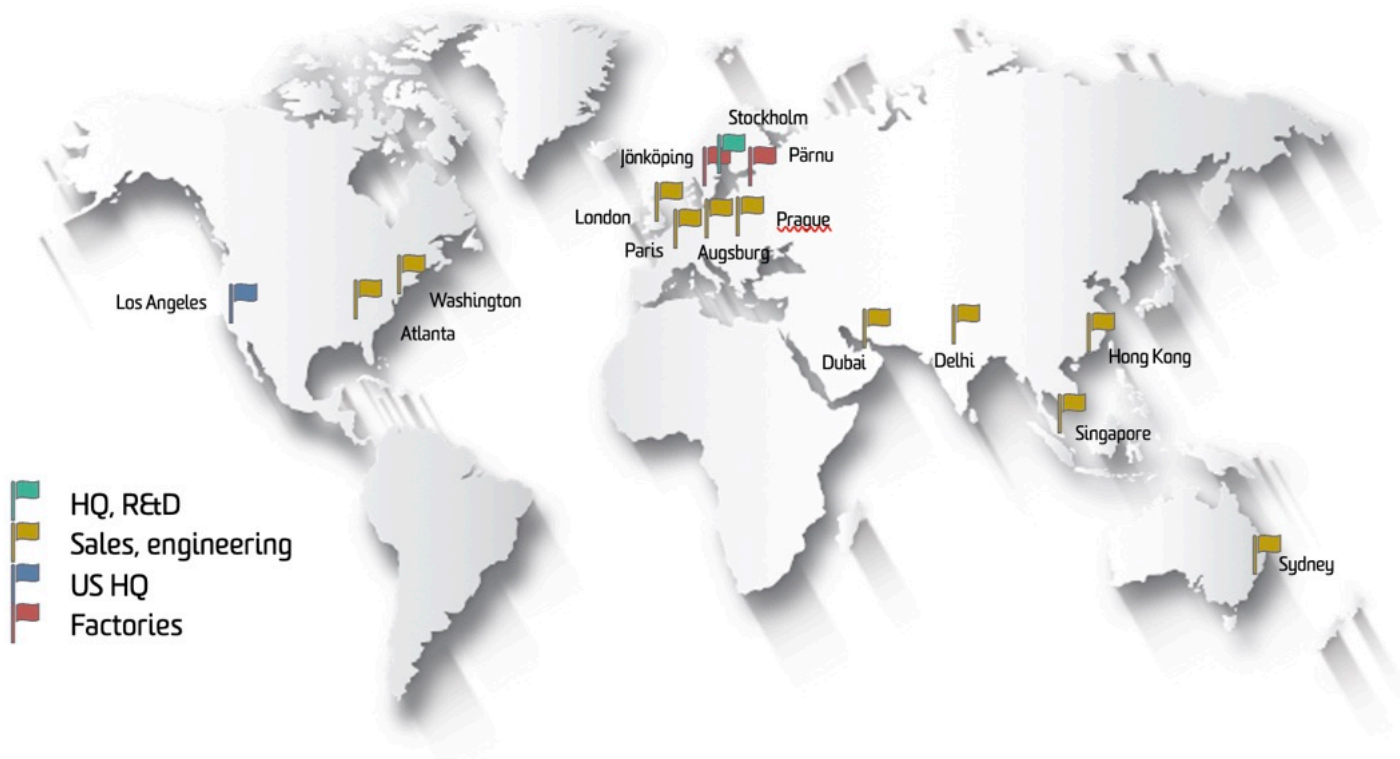 Stockholm
Jönköping
Pärnu
London
Prague
Paris
Augsburg
Los Angeles
Washington
Atlanta
Dubai
Delhi
Hong Kong
Singapore
HQ, R&D
Sales, engineering
US HQ
Factories
Sydney